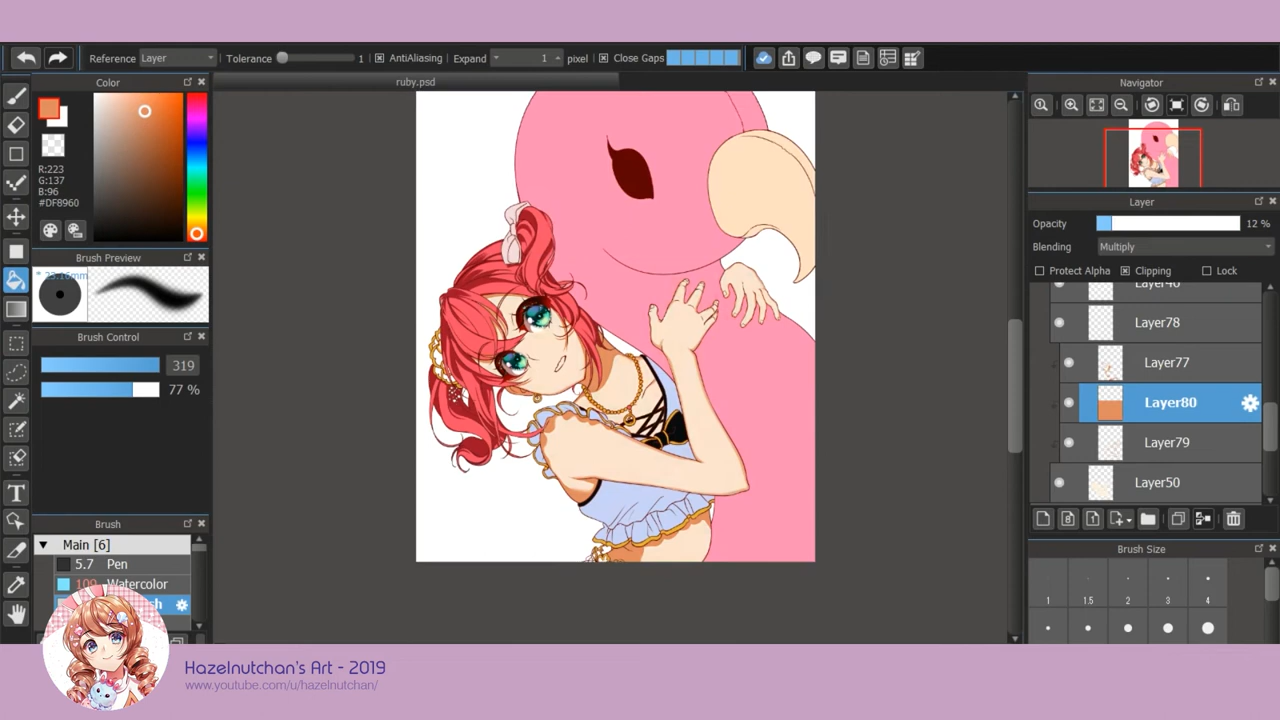 Reference Layer Tolerance 1 AntiAliasing Expand 1 pixel Close Gaps
Color
ruby.psd
Navigator
R:223
G:137
B:96
#DF8960
Brush Preview
Brush Control
319
77 %
Brush
Main [6]
5.7 Pen
109 Watercolor
Layer
Opacity 12 %
Blending Multiply
Protect Alpha Clipping Lock
Layer78
Layer77
Layer80
Layer79
Layer50
Brush Size
1 1.5 2 3 4
Hazelnutchan's Art - 2019
www.youtube.com/u/hazelnutchan/